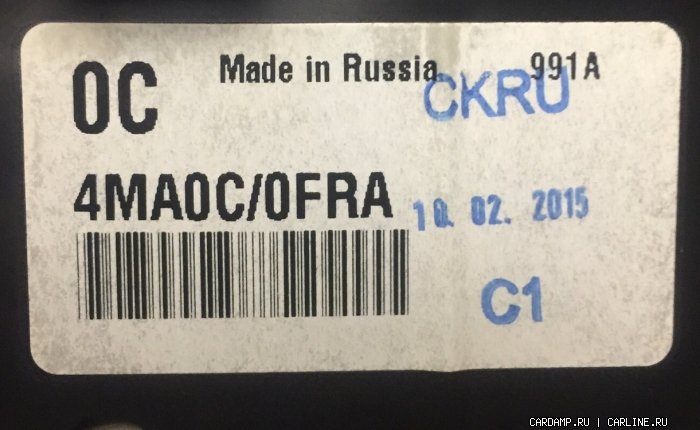 0C
Made in Russia
991A
CKRU
4MA0C/0FRA
10. 02. 2015
C1
CARDAMP.RU | CARLINE.RU